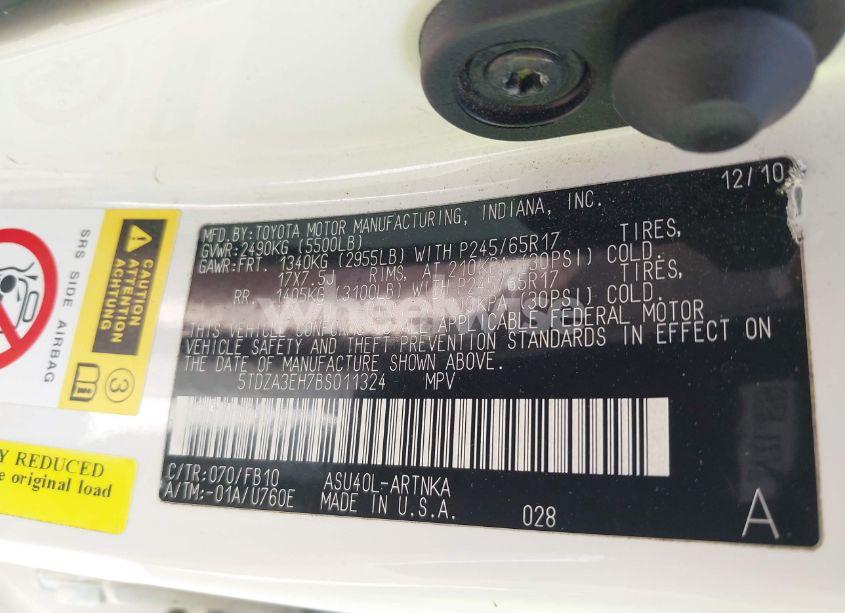 12/10
MFD.BY:TOYOTA MOTOR MANUFACTURING, INDIANA, INC.
GVWR:2490KG (5500LB)
GAWR:FRT. 1340KG (2955LB) WITH P245/65R17 TIRES,
17X7.5J RIMS, AT 210KPA (30PSI) COLD.
RR. 1405KG (3100LB) WITH P245/65R17 TIRES,
KPA (30PSI) COLD.
wheelwise
THIS VEHICLE CONFORMS TO ALL APPLICABLE FEDERAL MOTOR
VEHICLE SAFETY AND THEFT PREVENTION STANDARDS IN EFFECT ON
THE DATE OF MANUFACTURE SHOWN ABOVE.
5TDZA3EH7BS011324 MPV
C/TR:070/FB10 ASU40L-ARTNKA
A/TM:-01A/U760E MADE IN U.S.A. 028 A
SRS SIDE AIRBAG
CAUTION
ATTENTION
ACHTUNG
3
Y REDUCED
e original load